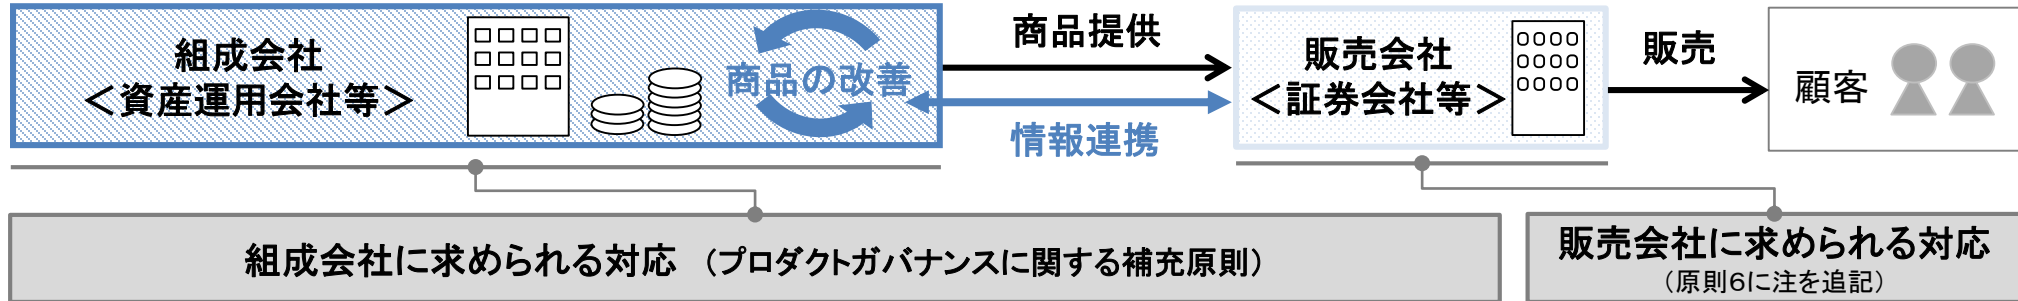 組成会社
＜資産運用会社等＞
商品の改善
商品提供
情報連携
販売会社
＜証券会社等＞
販売
顧客
組成会社に求められる対応 （プロダクトガバナンスに関する補充原則）
販売会社に求められる対応
（原則６に注を追記）